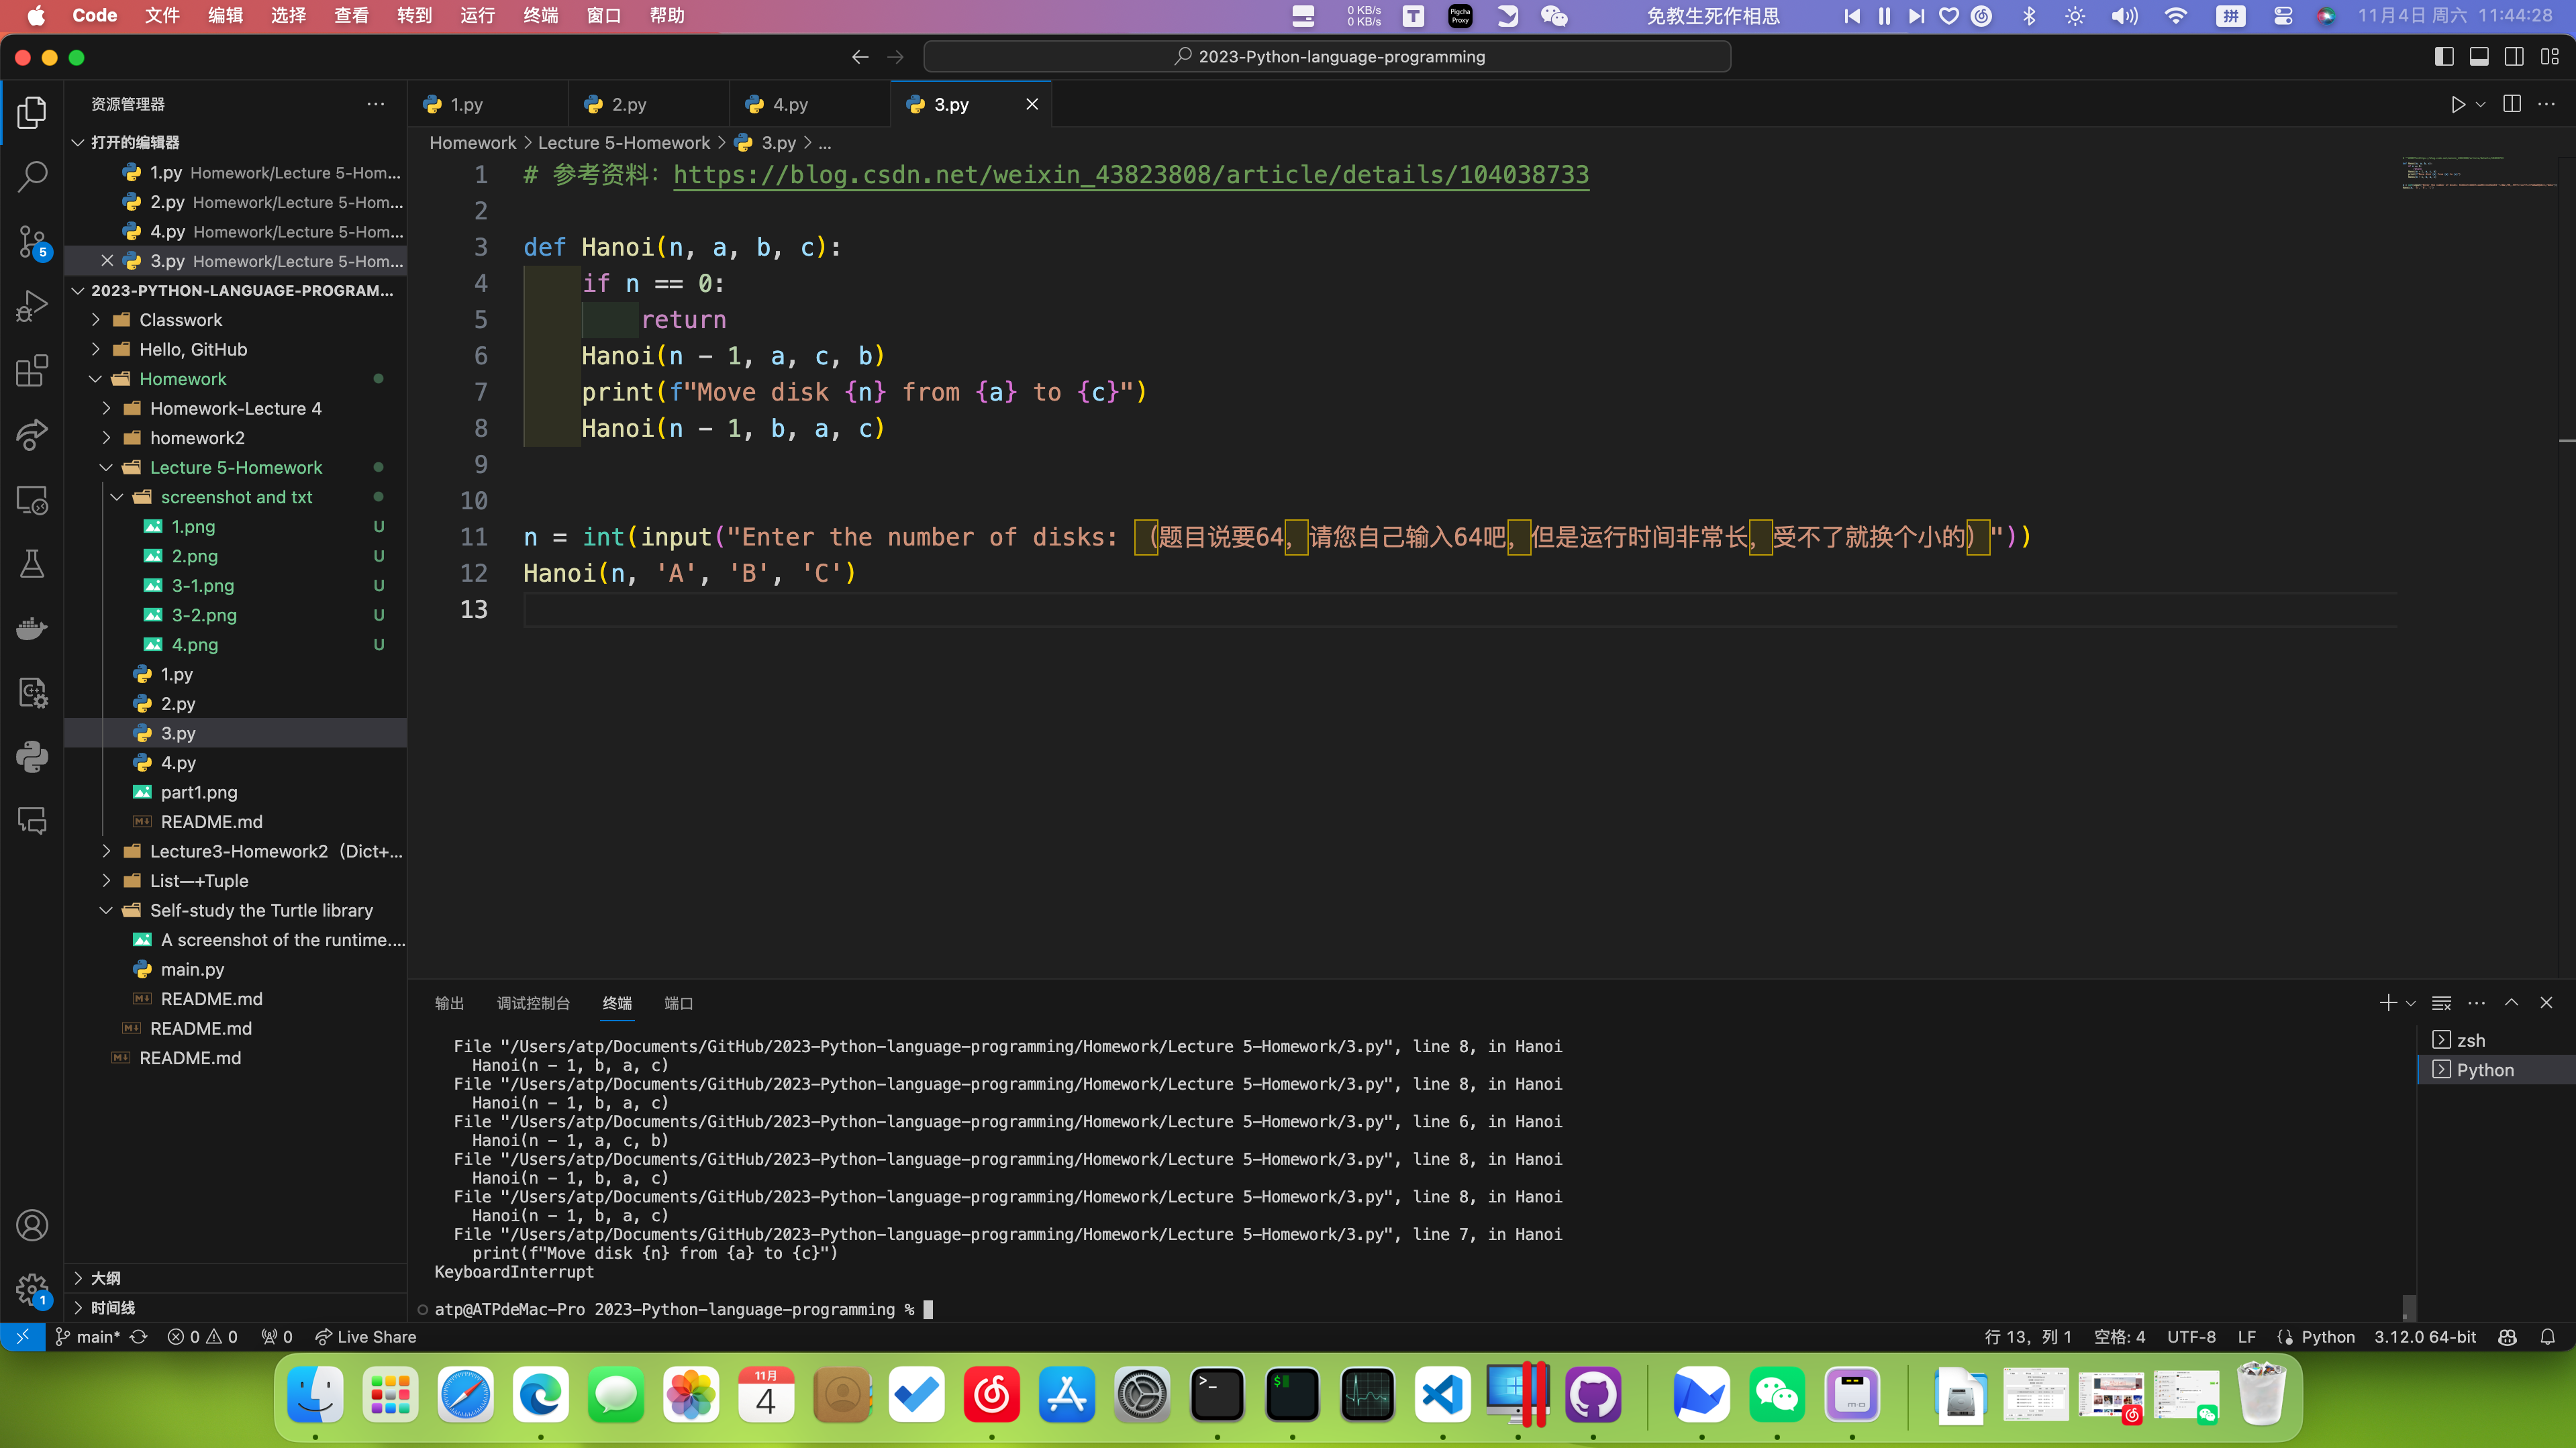 Code 文件 编辑 选择 查看 转到 运行 终端 窗口 帮助
0 KB/s
0 KB/s
T
Pigcha
Proxy
免教生死作相思
拼
11月4日 周六 11:44:28
2023-Python-language-programming
资源管理器
打开的编辑器
1.py Homework/Lecture 5-Hom...
2.py Homework/Lecture 5-Hom...
4.py Homework/Lecture 5-Hom...
3.py Homework/Lecture 5-Hom...
2023-PYTHON-LANGUAGE-PROGRAM...
Classwork
Hello, GitHub
Homework
Homework-Lecture 4
homework2
Lecture 5-Homework
screenshot and txt
1.png U
2.png U
3-1.png U
3-2.png U
4.png U
1.py
2.py
3.py
4.py
part1.png
README.md
Lecture3-Homework2（Dict+...
List—+Tuple
Self-study the Turtle library
A screenshot of the runtime....
main.py
README.md
README.md
README.md
大纲
时间线
5
1
1.py 2.py 4.py 3.py
Homework > Lecture 5-Homework > 3.py > ...
1 # 参考资料：https://blog.csdn.net/weixin_43823808/article/details/104038733
2
3 def Hanoi(n, a, b, c):
4 if n == 0:
5 return
6 Hanoi(n - 1, a, c, b)
7 print(f"Move disk {n} from {a} to {c}")
8 Hanoi(n - 1, b, a, c)
9
10
11 n = int(input("Enter the number of disks: （题目说要64，请您自己输入64吧，但是运行时间非常长，受不了就换个小的）"))
12 Hanoi(n, 'A', 'B', 'C')
13
输出 调试控制台 终端 端口
File "/Users/atp/Documents/GitHub/2023-Python-language-programming/Homework/Lecture 5-Homework/3.py", line 8, in Hanoi
Hanoi(n - 1, b, a, c)
File "/Users/atp/Documents/GitHub/2023-Python-language-programming/Homework/Lecture 5-Homework/3.py", line 8, in Hanoi
Hanoi(n - 1, b, a, c)
File "/Users/atp/Documents/GitHub/2023-Python-language-programming/Homework/Lecture 5-Homework/3.py", line 6, in Hanoi
Hanoi(n - 1, a, c, b)
File "/Users/atp/Documents/GitHub/2023-Python-language-programming/Homework/Lecture 5-Homework/3.py", line 8, in Hanoi
Hanoi(n - 1, b, a, c)
File "/Users/atp/Documents/GitHub/2023-Python-language-programming/Homework/Lecture 5-Homework/3.py", line 8, in Hanoi
Hanoi(n - 1, b, a, c)
File "/Users/atp/Documents/GitHub/2023-Python-language-programming/Homework/Lecture 5-Homework/3.py", line 7, in Hanoi
print(f"Move disk {n} from {a} to {c}")
KeyboardInterrupt
atp@ATPdeMac-Pro 2023-Python-language-programming %
zsh
Python
main* 0 0 0 Live Share
行 13，列 1 空格: 4 UTF-8 LF Python 3.12.0 64-bit
11月
4